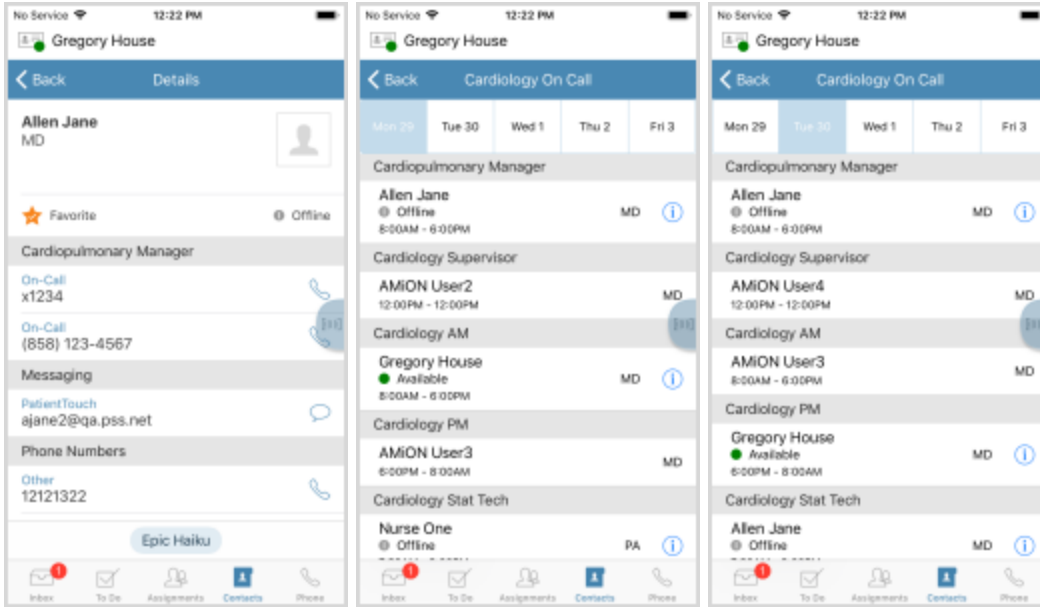 No Service 12:22 PM
Gregory House
Back Details
Allen Jane
MD
Favorite Offline
Cardiopulmonary Manager
On-Call
x1234
On-Call
(858) 123-4567
Messaging
PatientTouch
ajane2@qa.pss.net
Phone Numbers
Other
12121322
Epic Haiku
1
Inbox To Do Assignments Contacts Phone
No Service 12:22 PM
Gregory House
Back Cardiology On Call
Mon 29 Tue 30 Wed 1 Thu 2 Fri 3
Cardiopulmonary Manager
Allen Jane
Offline MD
8:00AM - 6:00PM
Cardiology Supervisor
AMiON User2
MD
12:00PM - 12:00PM
Cardiology AM
Gregory House
Available MD
8:00AM - 6:00PM
Cardiology PM
AMiON User3
MD
6:00PM - 8:00AM
Cardiology Stat Tech
Nurse One
Offline PA
1
Inbox To Do Assignments Contacts Phone
No Service 12:22 PM
Gregory House
Back Cardiology On Call
Mon 29 Tue 30 Wed 1 Thu 2 Fri 3
Cardiopulmonary Manager
Allen Jane
Offline MD
8:00AM - 6:00PM
Cardiology Supervisor
AMiON User4
MD
12:00PM - 12:00PM
Cardiology AM
AMiON User3
MD
8:00AM - 6:00PM
Cardiology PM
Gregory House
Available MD
6:00PM - 8:00AM
Cardiology Stat Tech
Allen Jane
Offline MD
1
Inbox To Do Assignments Contacts Phone